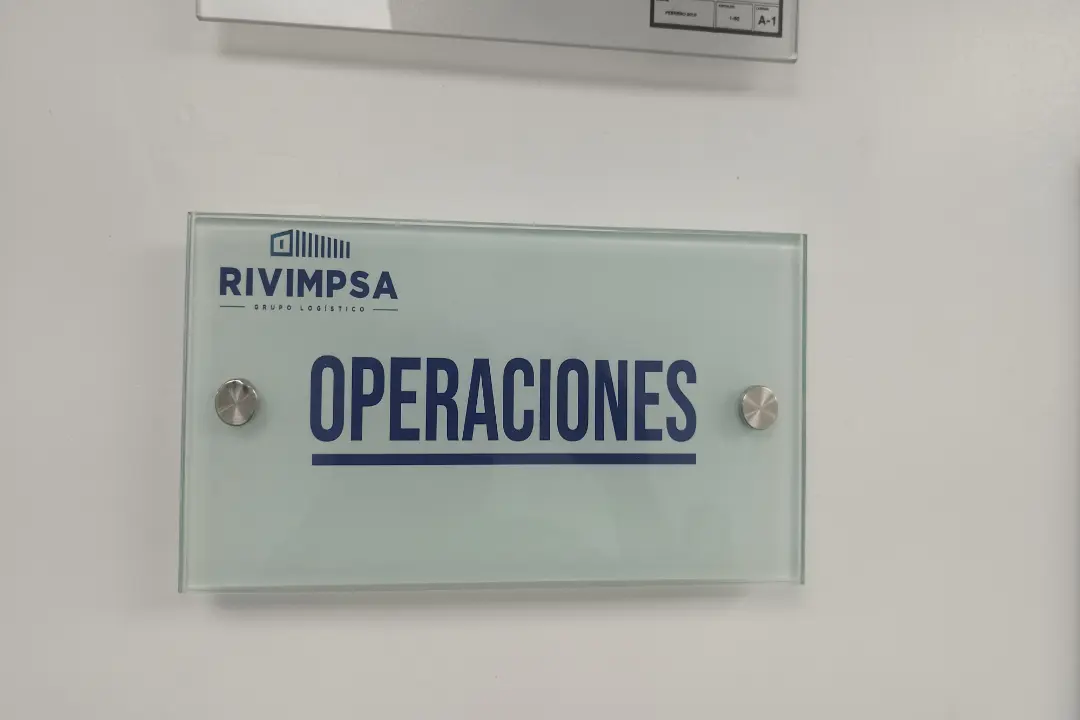 A-1
RIVIMPSA
GRUPO LOGÍSTICO
OPERACIONES